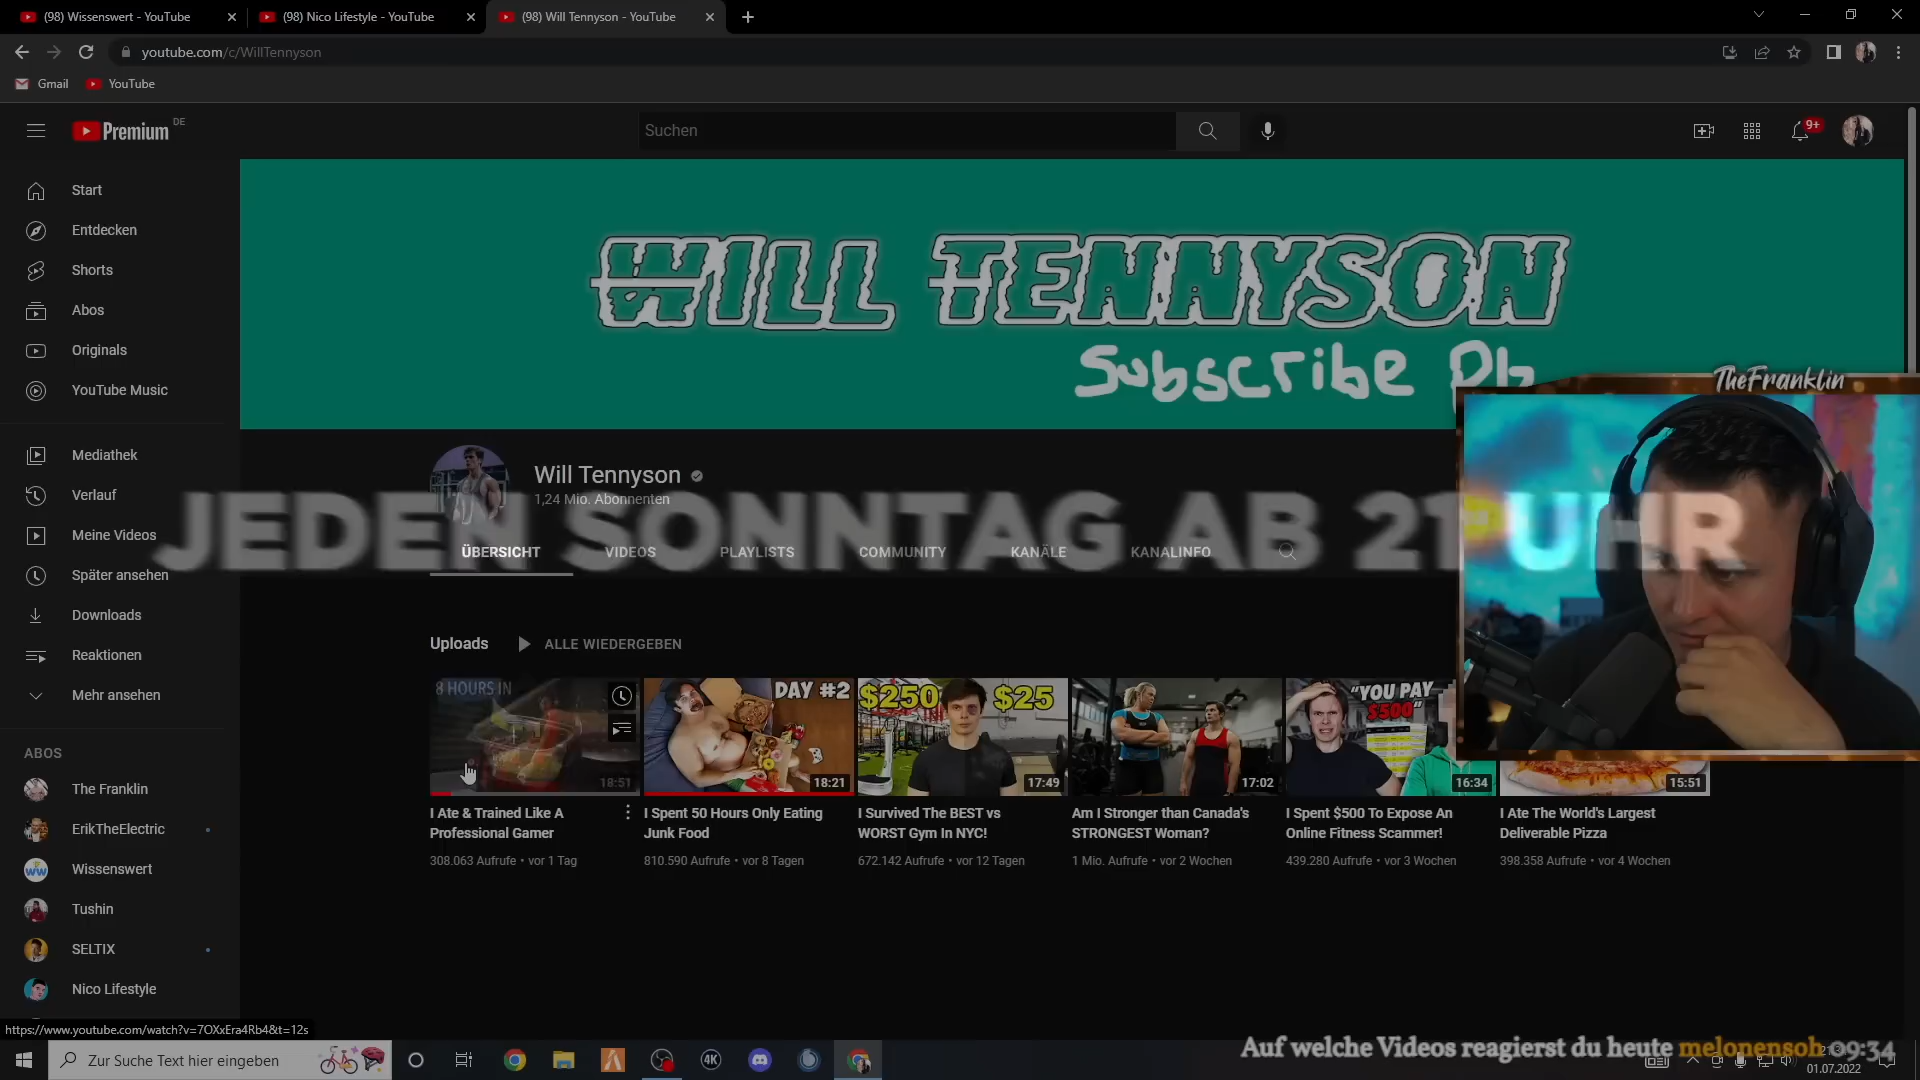 (98) Wissenswert - YouTube
(98) Nico Lifestyle - YouTube
(98) Will Tennyson - YouTube
youtube.com/c/WillTennyson
Gmail
YouTube
Premium DE
Suchen
9+
Start
Entdecken
Shorts
Abos
Originals
YouTube Music
Mediathek
Verlauf
Meine Videos
Später ansehen
Downloads
Reaktionen
Mehr ansehen
ABOS
The Franklin
ErikTheElectric
Wissenswert
Tushin
SELTIX
Nico Lifestyle
WILL TENNYSON
Subscribe
TheFranklin
Will Tennyson
1,24 Mio. Abonnenten
JEDEN SONNTAG AB 21 UHR
ÜBERSICHT
VIDEOS
PLAYLISTS
COMMUNITY
KANÄLE
KANALINFO
Uploads
ALLE WIEDERGEBEN
8 HOURS IN
18:51
DAY #2
18:21
$250
$25
17:49
17:02
"YOU PAY
$500"
16:34
15:51
I Ate & Trained Like A
Professional Gamer
308.063 Aufrufe • vor 1 Tag
I Spent 50 Hours Only Eating
Junk Food
810.590 Aufrufe • vor 8 Tagen
I Survived The BEST vs
WORST Gym In NYC!
672.142 Aufrufe • vor 12 Tagen
Am I Stronger than Canada's
STRONGEST Woman?
1 Mio. Aufrufe • vor 2 Wochen
I Spent $500 To Expose An
Online Fitness Scammer!
439.280 Aufrufe • vor 3 Wochen
I Ate The World's Largest
Deliverable Pizza
398.358 Aufrufe • vor 4 Wochen
https://www.youtube.com/watch?v=7OXxEra4Rb4&t=12s
Zur Suche Text hier eingeben
4K
Auf welche Videos reagierst du heute melonensoh 09:34
01.07.2022